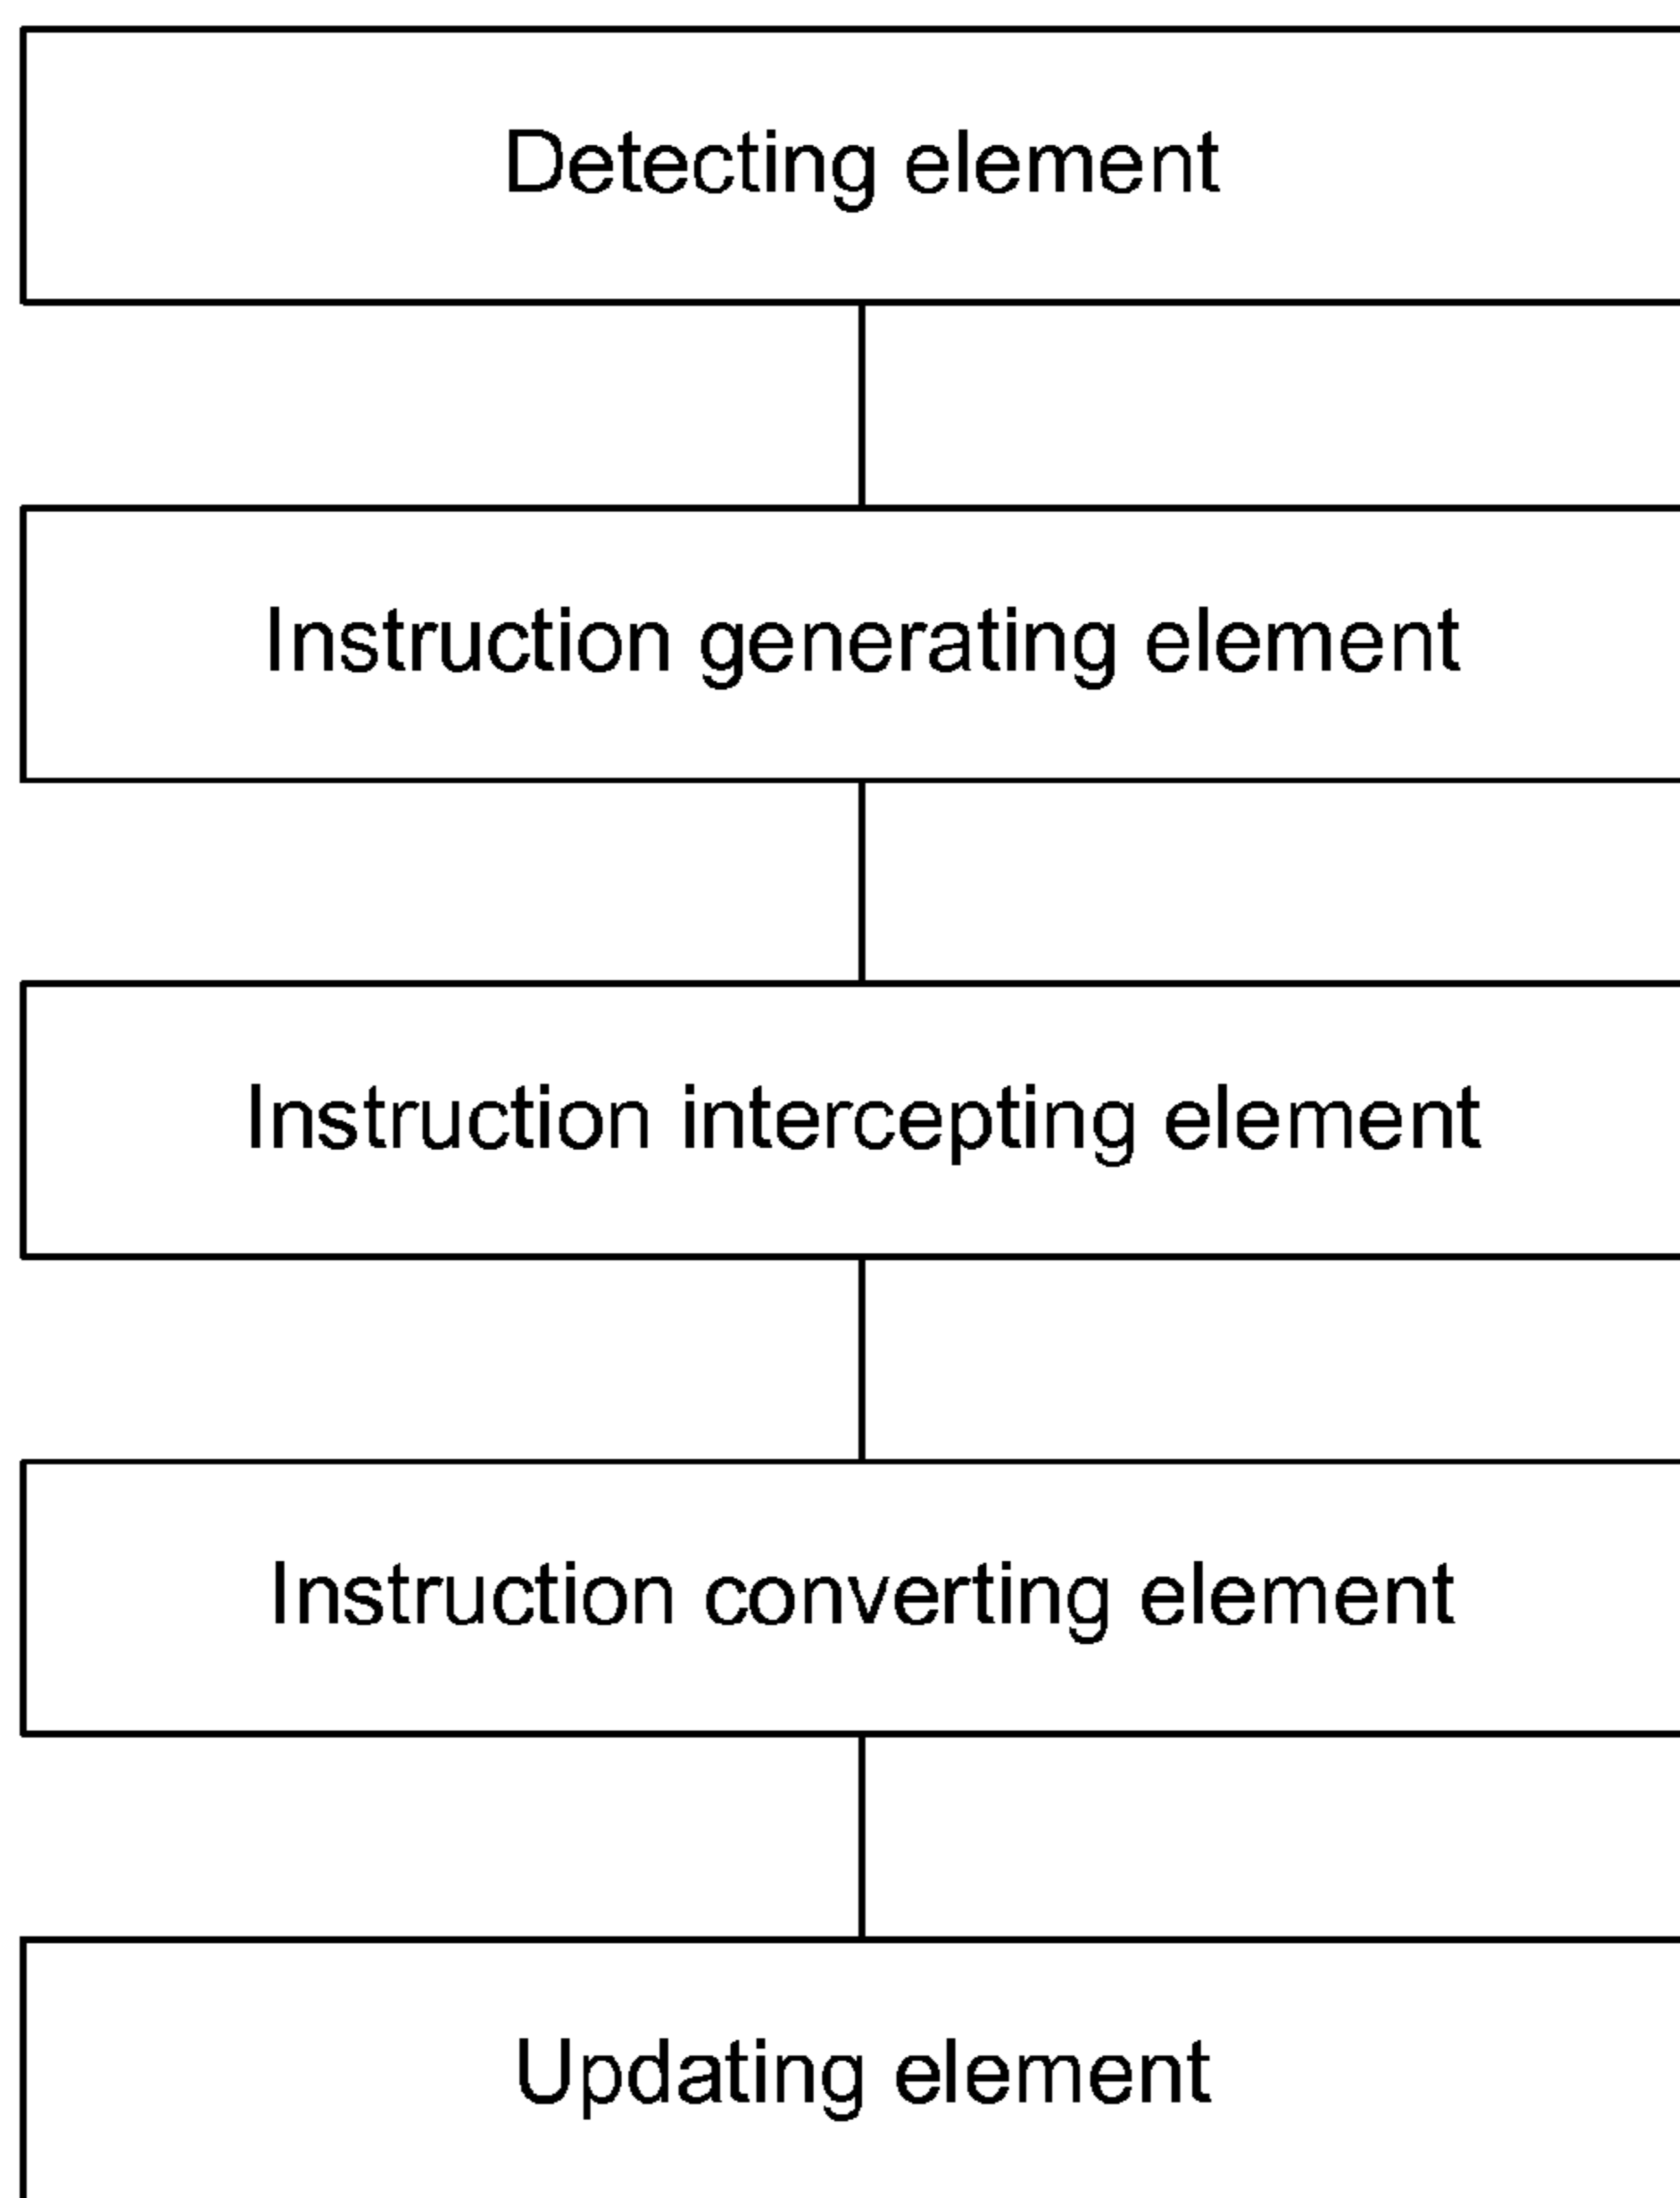 Detecting element
Instruction generating element
Instruction intercepting element
Instruction converting element
Updating element